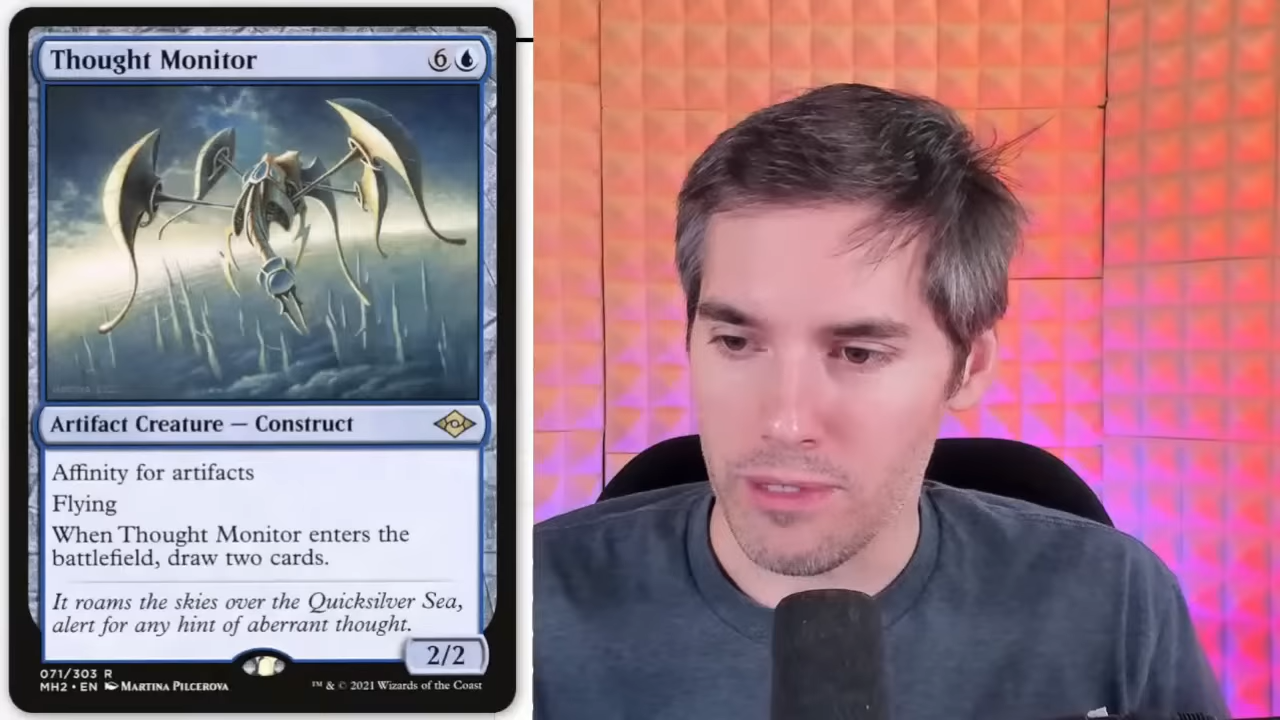 Thought Monitor 6
Artifact Creature — Construct
Affinity for artifacts
Flying
When Thought Monitor enters the
battlefield, draw two cards.
It roams the skies over the Quicksilver Sea,
alert for any hint of aberrant thought.
2/2
071/303 R
MH2 • EN MARTINA PILCEROVA
™ & © 2021 Wizards of the Coast